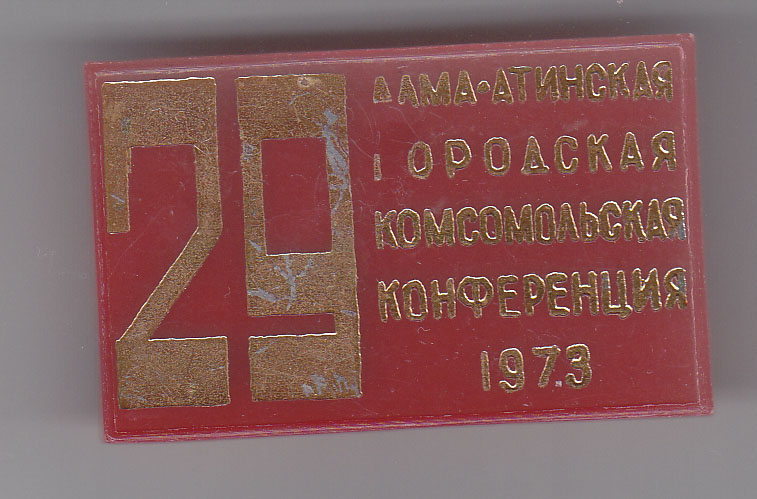 29
АЛМА-АТИНСКАЯ
ГОРОДСКАЯ
КОМСОМОЛЬСКАЯ
КОНФЕРЕНЦИЯ
1973